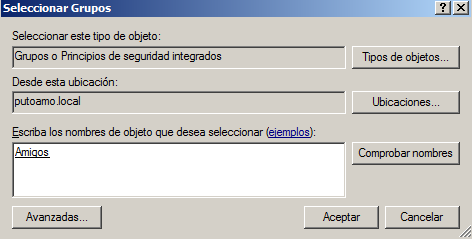 Seleccionar Grupos
Seleccionar este tipo de objeto:
Grupos o Principios de seguridad integrados
Tipos de objetos...
Desde esta ubicación:
putoamo.local
Ubicaciones...
Escriba los nombres de objeto que desea seleccionar (ejemplos):
Amigos
Comprobar nombres
Avanzadas...
Aceptar
Cancelar